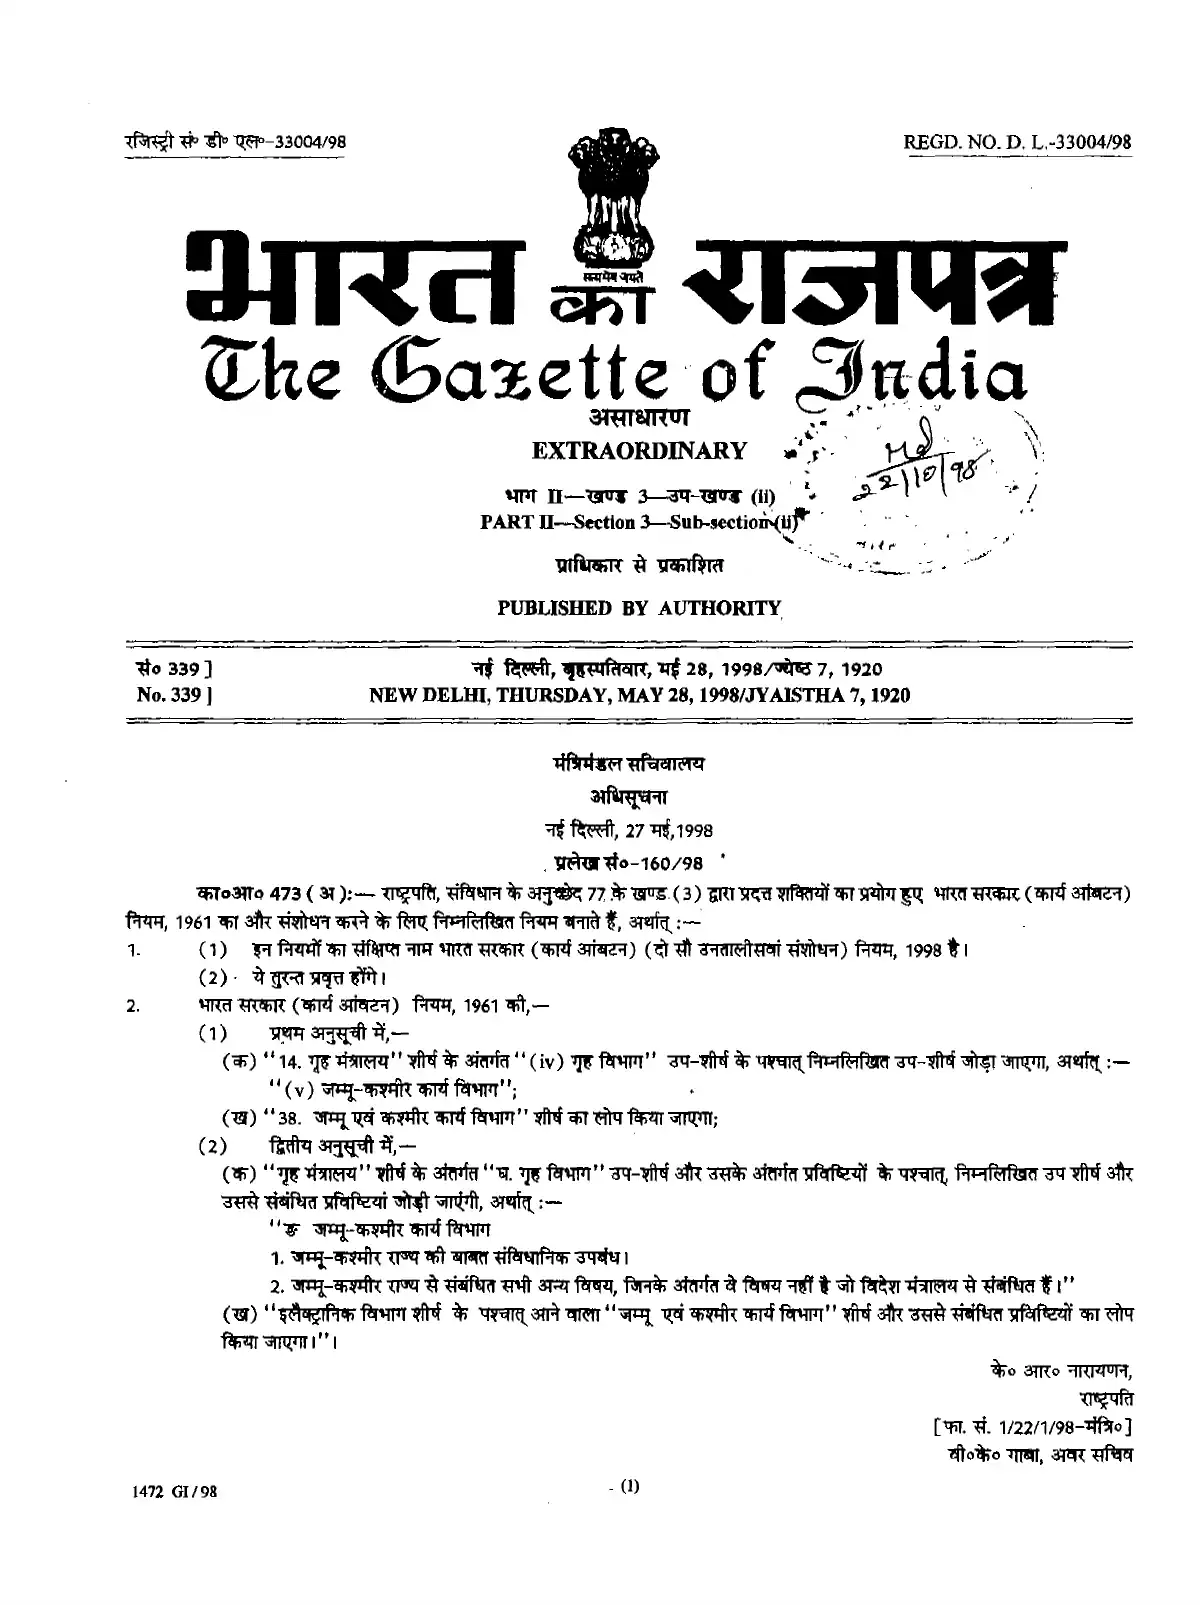 रजिस्ट्री सं० डी० एल०-33004/98
REGD. NO. D. L.-33004/98
सत्यमेव जयते
भारत का राजपत्र
The Gazette of India
असाधारण
EXTRAORDINARY
भाग II—खण्ड 3—उप-खण्ड (ii)
PART II—Section 3—Sub-section (ii)
22/10/98
प्राधिकार से प्रकाशित
PUBLISHED BY AUTHORITY
सं० 339 ] नई दिल्ली, बृहस्पतिवार, मई 28, 1998/ज्येष्ठ 7, 1920
No. 339 ] NEW DELHI, THURSDAY, MAY 28, 1998/JYAISTHA 7, 1920
मंत्रिमंडल सचिवालय
अधिसूचना
नई दिल्ली, 27 मई,1998
प्रलेख सं०-160/98
का०आ० 473 ( अ ):— राष्ट्रपति, संविधान के अनुच्छेद 77 के खण्ड (3) द्वारा प्रदत्त शक्तियों का प्रयोग हुए भारत सरकार (कार्य आंबटन)
नियम, 1961 का और संशोधन करने के लिए निम्नलिखित नियम बनाते हैं, अर्थात् :—
1. (1) इन नियमों का संक्षिप्त नाम भारत सरकार (कार्य आंबटन) (दो सौ उनतालीसवां संशोधन) नियम, 1998 है।
(2) ये तुरन्त प्रवृत्त होंगे।
2. भारत सरकार (कार्य आंबटन) नियम, 1961 की,—
(1) प्रथम अनुसूची में,—
(क) "14. गृह मंत्रालय" शीर्ष के अंतर्गत "(iv) गृह विभाग" उप-शीर्ष के पश्चात् निम्नलिखित उप-शीर्ष जोड़ा जाएगा, अर्थात् :—
"(v) जम्मू-कश्मीर कार्य विभाग";
(ख) "38. जम्मू एवं कश्मीर कार्य विभाग" शीर्ष का लोप किया जाएगा;
(2) द्वितीय अनुसूची में,—
(क) "गृह मंत्रालय" शीर्ष के अंतर्गत "घ. गृह विभाग" उप-शीर्ष और उसके अंतर्गत प्रविष्टियों के पश्चात्, निम्नलिखित उप शीर्ष और
उससे संबंधित प्रविष्टियां जोड़ी जाएंगी, अर्थात् :—
"ङ जम्मू-कश्मीर कार्य विभाग
1. जम्मू-कश्मीर राज्य की बाबत संविधानिक उपबंध।
2. जम्मू-कश्मीर राज्य से संबंधित सभी अन्य विषय, जिनके अंतर्गत वे विषय नहीं है जो विदेश मंत्रालय से संबंधित हैं।"
(ख) "इलैक्ट्रानिक विभाग शीर्ष के पश्चात् आने वाला "जम्मू एवं कश्मीर कार्य विभाग" शीर्ष और उससे संबंधित प्रविष्टियों का लोप
किया जाएगा।"।
के० आर० नारायणन,
राष्ट्रपति
[फा. सं. 1/22/1/98-मंत्रि०]
वी०के० गाबा, अवर सचिव
1472 GI/98
(1)